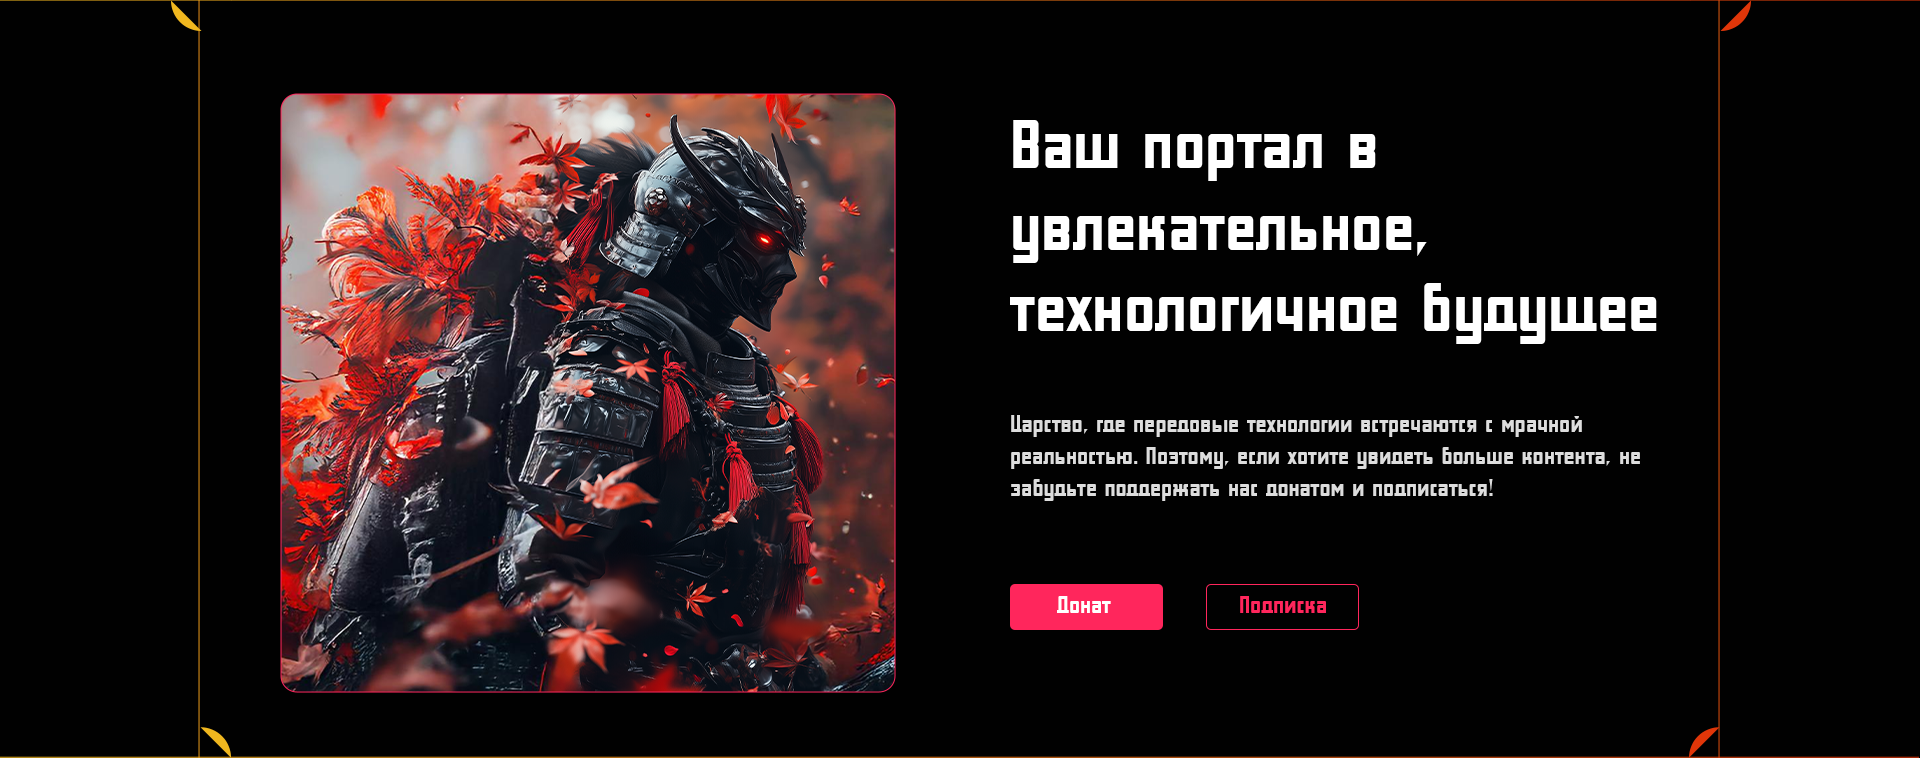 Ваш портал в
увлекательное,
технологичное будущее
Царство, где передовые технологии встречаются с мрачной
реальностью. Поэтому, если хотите увидеть больше контента, не
забудьте поддержать нас донатом и подписаться!
Донат
Подписка